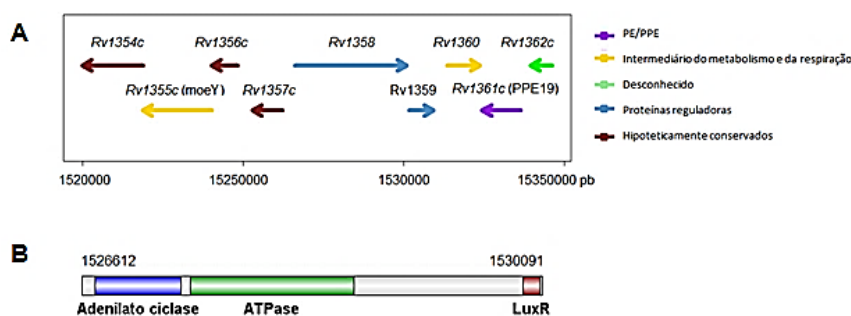 A
Rv1354c Rv1356c Rv1358 Rv1360 Rv1362c
Rv1355c (moeY) Rv1357c Rv1359 Rv1361c (PPE19)
1520000 15250000 1530000 15350000 pb
PE/PPE
Intermediário do metabolismo e da respiração
Desconhecido
Proteínas reguladoras
Hipoteticamente conservados
B
1526612 1530091
Adenilato ciclase ATPase LuxR